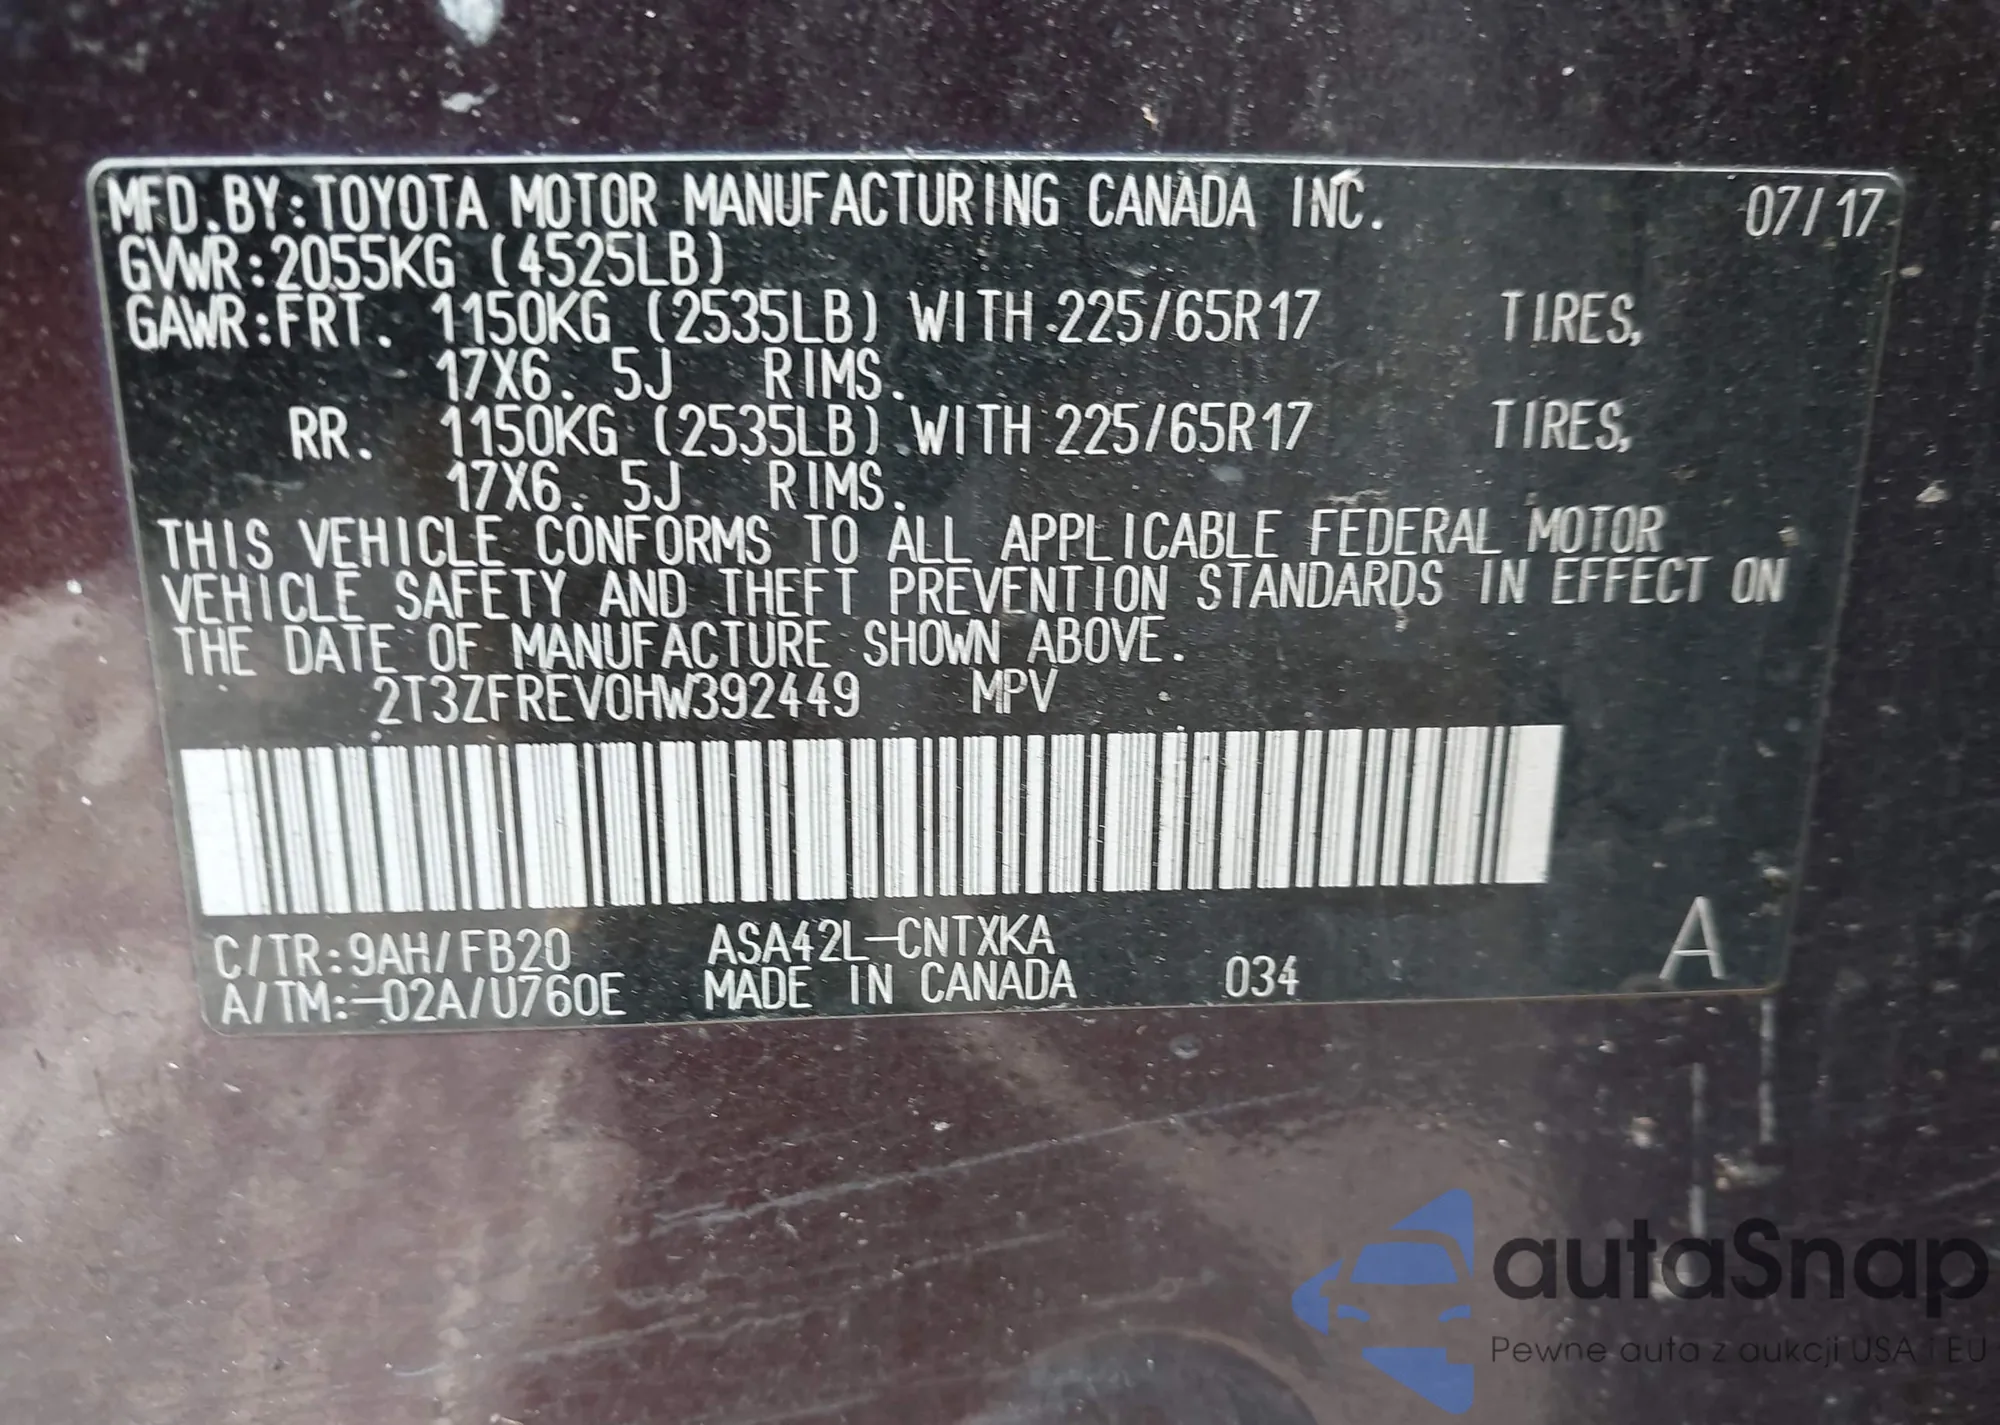 MFD.BY:TOYOTA MOTOR MANUFACTURING CANADA INC. 07/17
GVWR:2055KG (4525LB)
GAWR:FRT. 1150KG (2535LB) WITH 225/65R17 TIRES,
17X6.5J RIMS.
RR. 1150KG (2535LB) WITH 225/65R17 TIRES,
17X6.5J RIMS.
THIS VEHICLE CONFORMS TO ALL APPLICABLE FEDERAL MOTOR
VEHICLE SAFETY AND THEFT PREVENTION STANDARDS IN EFFECT ON
THE DATE OF MANUFACTURE SHOWN ABOVE.
2T3ZFREV0HW392449 MPV
C/TR:9AH/FB20 ASA42L-CNTXKA A
A/TM:-02A/U760E MADE IN CANADA 034
autaSnap
Pewne auta z aukcji USA i EU